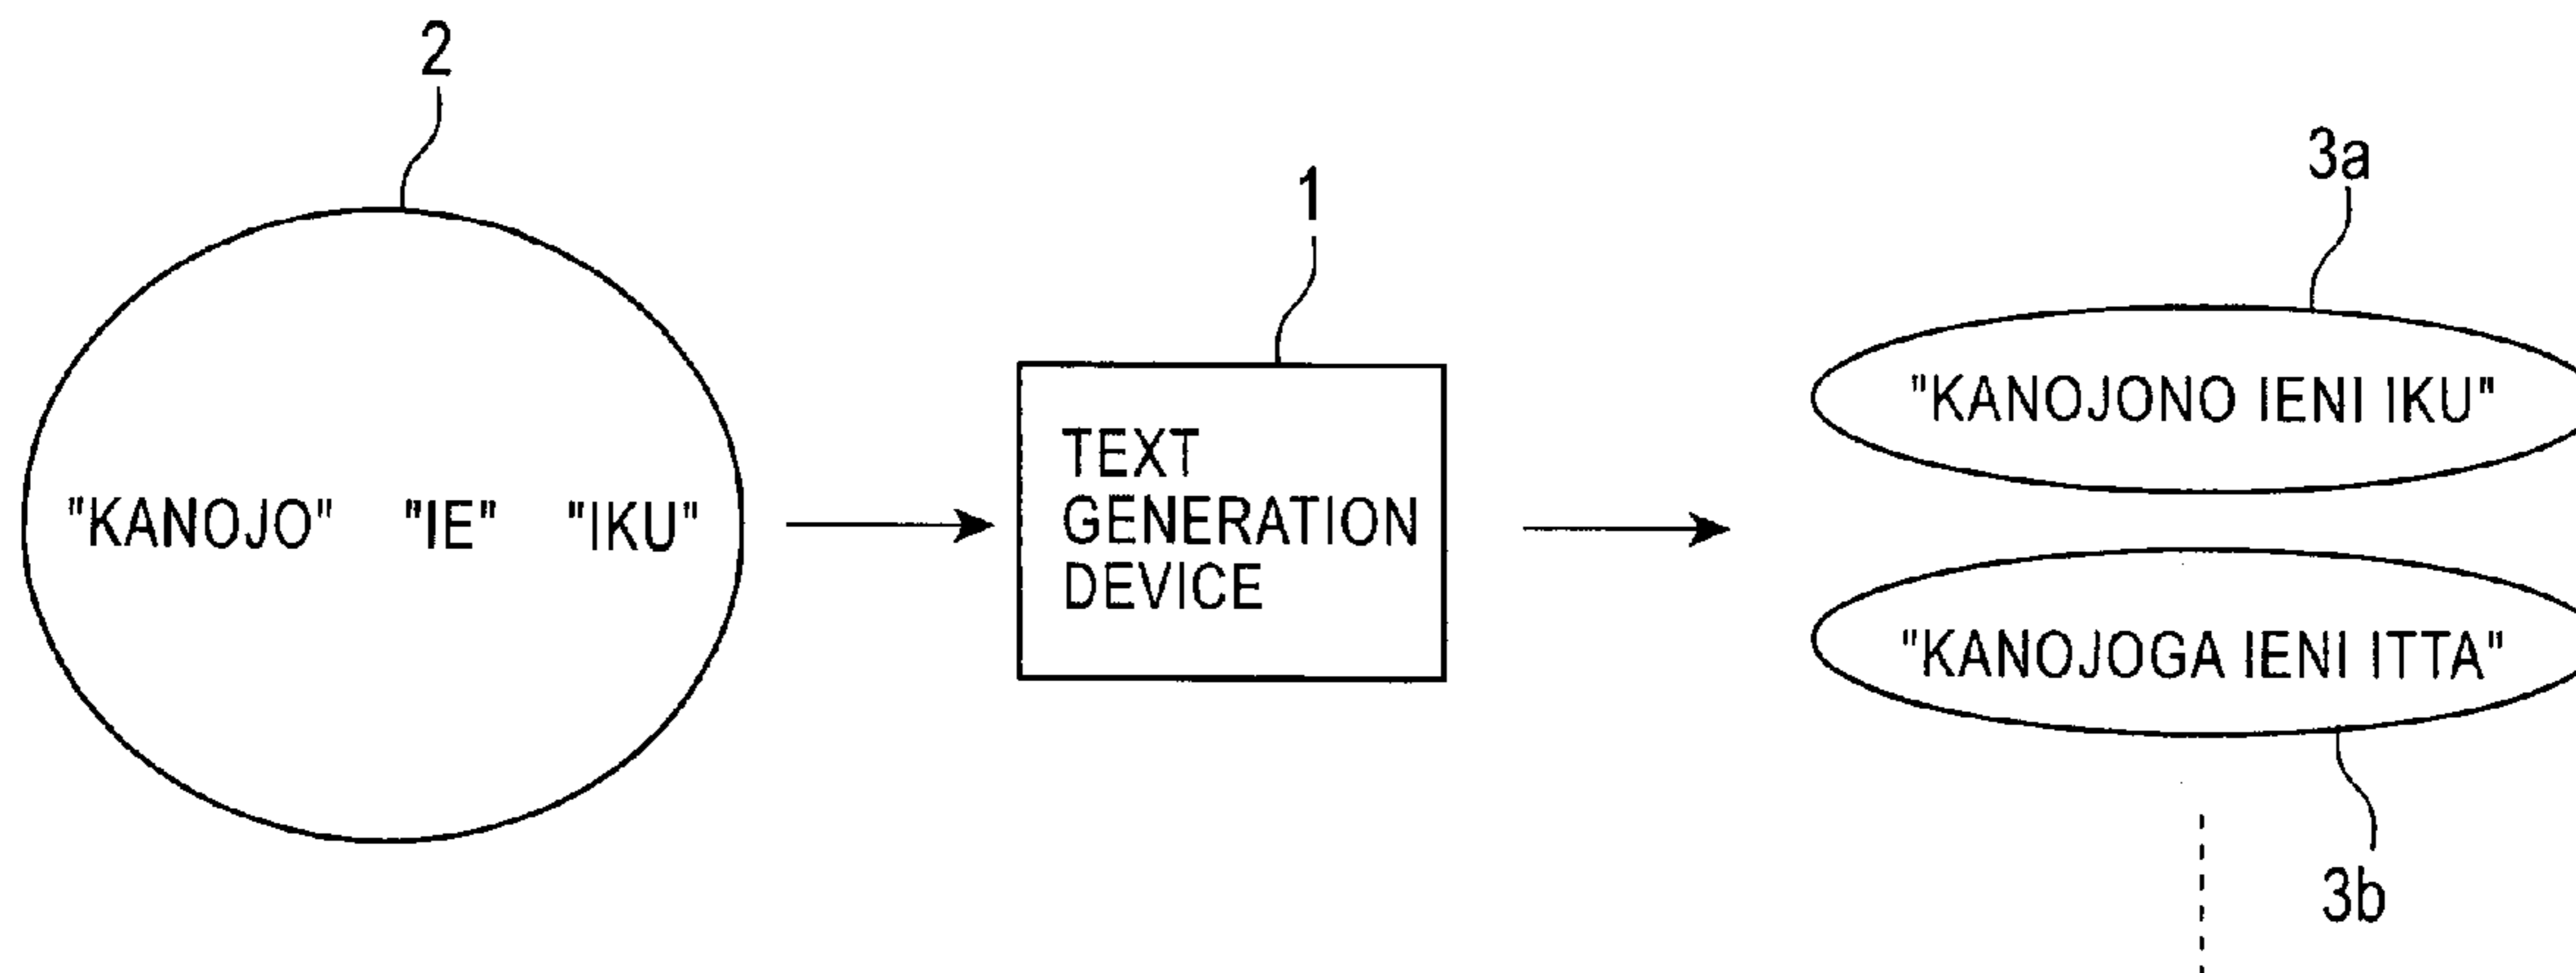 2
"KANOJO" "IE" "IKU"
1
TEXT
GENERATION
DEVICE
3a
"KANOJONO IENI IKU"
"KANOJOGA IENI ITTA"
3b